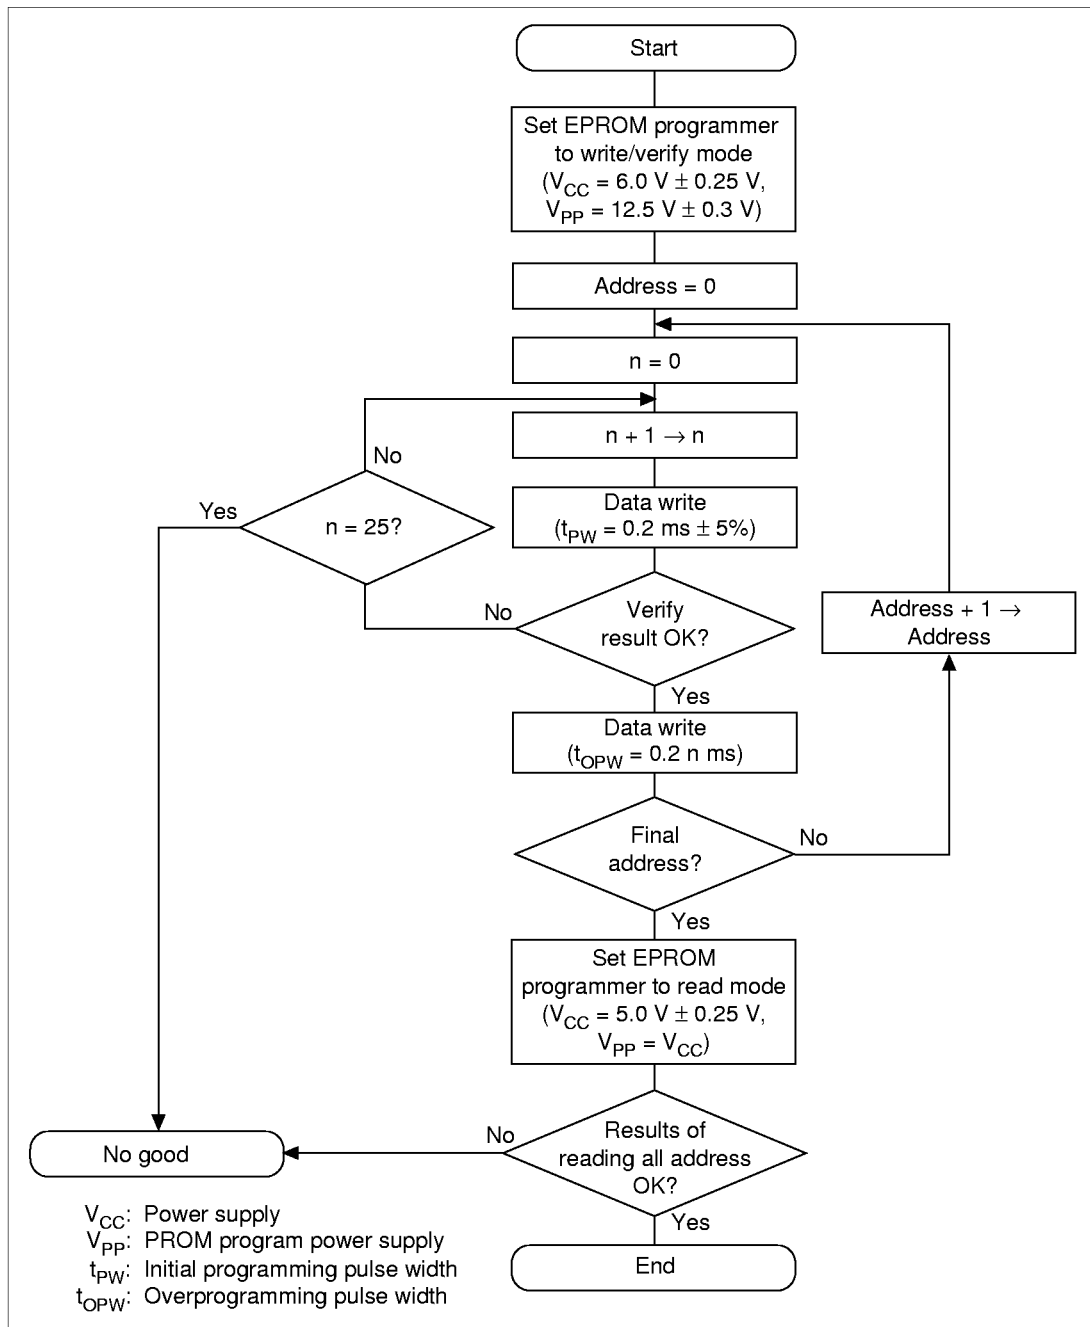 Start
Set EPROM programmer
to write/verify mode
(VCC = 6.0 V ± 0.25 V,
VPP = 12.5 V ± 0.3 V)
Address = 0
n = 0
n + 1 → n
No
Yes
n = 25?
Data write
(tPW = 0.2 ms ± 5%)
No
Verify
result OK?
Address + 1 →
Address
Yes
Data write
(tOPW = 0.2 n ms)
Final
address?
No
Yes
Set EPROM
programmer to read mode
(VCC = 5.0 V ± 0.25 V,
VPP = VCC)
No good
No
Results of
reading all address
OK?
Yes
End
VCC: Power supply
VPP: PROM program power supply
tPW: Initial programming pulse width
tOPW: Overprogramming pulse width